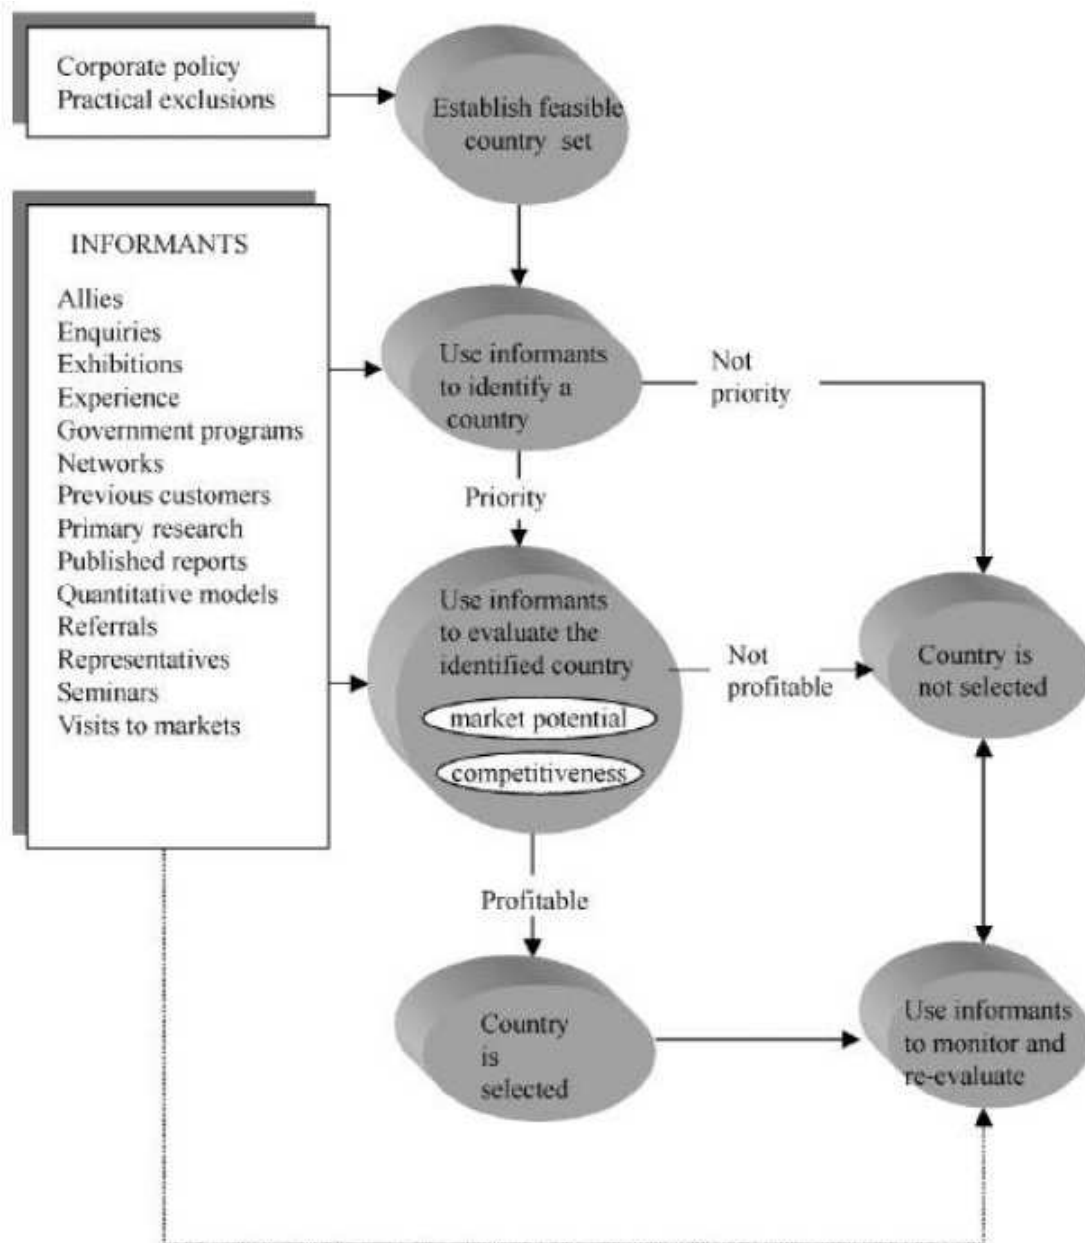 Corporate policy
Practical exclusions
Establish feasible
country set
INFORMANTS
Allies
Enquiries
Exhibitions
Experience
Government programs
Networks
Previous customers
Primary research
Published reports
Quantitative models
Referrals
Representatives
Seminars
Visits to markets
Use informants
to identify a
country
Not
priority
Priority
Use informants
to evaluate the
identified country
market potential
competitiveness
Not
profitable
Country is
not selected
Profitable
Country
is
selected
Use informants
to monitor and
re-evaluate